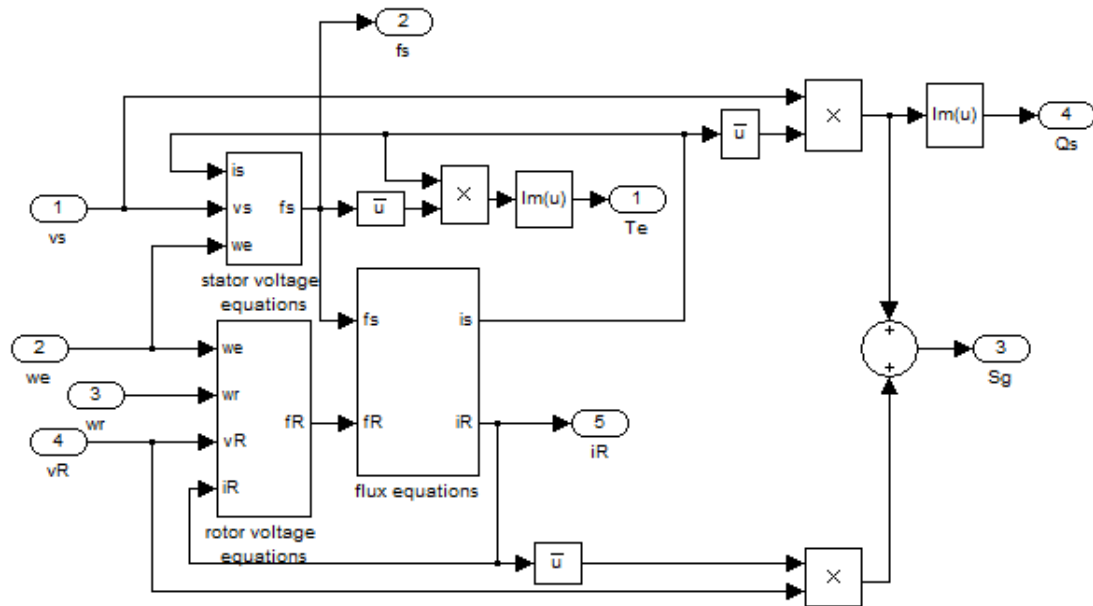 2
fs
×
Im(u)
4
Qs
u
is
vs
we
fs
stator voltage
equations
1
vs
u
×
Im(u)
1
Te
fs
is
fR
iR
flux equations
2
we
3
wr
4
vR
we
wr
vR
iR
fR
rotor voltage
equations
+
+
3
Sg
5
iR
u
×